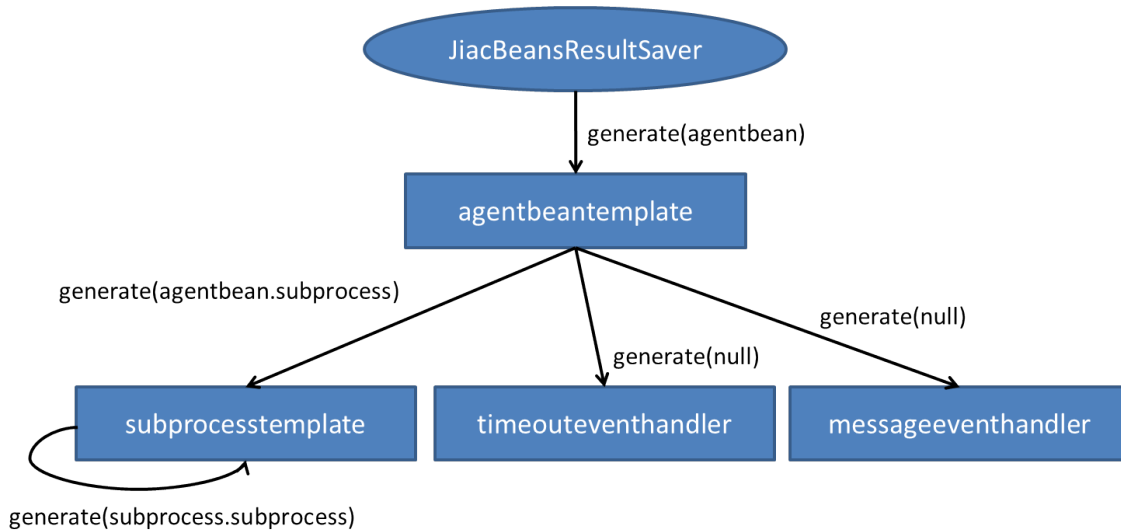 JiacBeansResultSaver
generate(agentbean)
agentbeantemplate
generate(agentbean.subprocess)
generate(null)
generate(null)
subprocesstemplate
timeouteventhandler
messageeventhandler
generate(subprocess.subprocess)